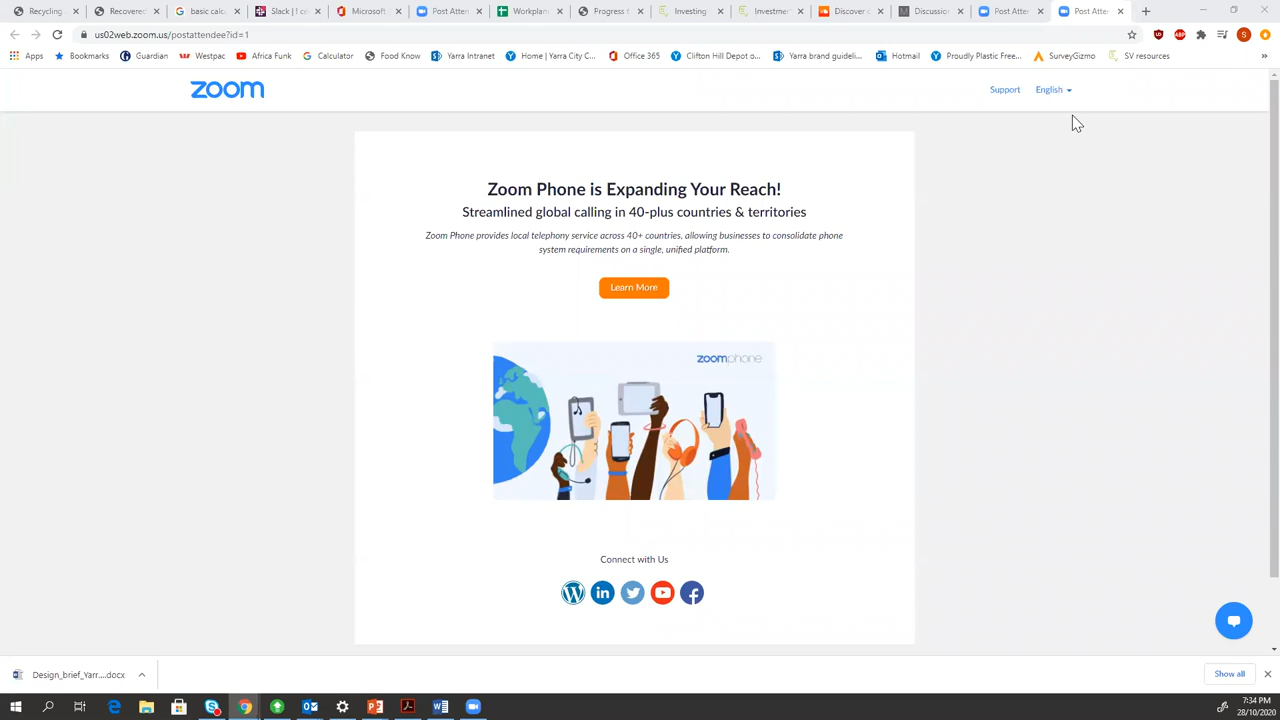 Recycling
Recovered
basic calc
Slack | ! c
Microsoft
Post Atten
Workplan
Progress t
Investing
Investmen
Discover c
Discussio
Post Atten
Post Atten
us02web.zoom.us/postattendee?id=1
Apps
Bookmarks
Guardian
Westpac
Africa Funk
Calculator
Food Know
Yarra Intranet
Home | Yarra City C...
Office 365
Clifton Hill Depot o...
Yarra brand guideli...
Hotmail
Proudly Plastic Free...
SurveyGizmo
SV resources
zoom
Support
English
Zoom Phone is Expanding Your Reach!
Streamlined global calling in 40-plus countries & territories
Zoom Phone provides local telephony service across 40+ countries, allowing businesses to consolidate phone
system requirements on a single, unified platform.
Learn More
zoomphone
Connect with Us
Design_brief_Yarr....docx
Show all
7:34 PM
28/10/2020